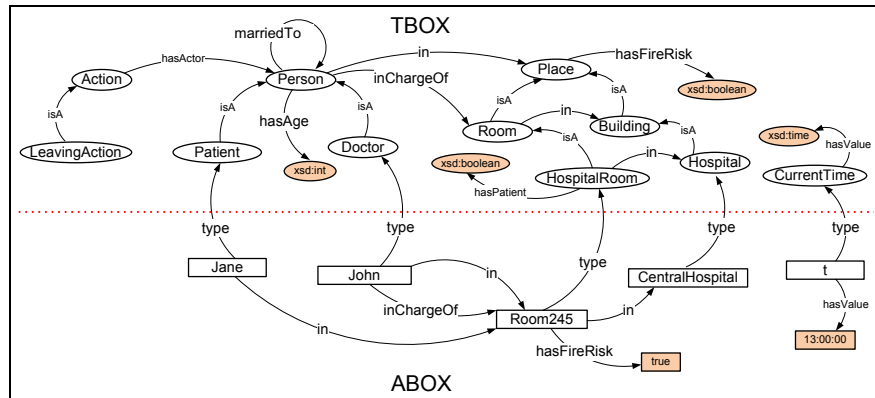 TBOX
marriedTo
hasActor
in
hasFireRisk
Action
Person
Place
inChargeOf
xsd:boolean
isA
isA
hasAge
isA
isA
in
isA
Room
Building
xsd:time
hasValue
LeavingAction
Patient
Doctor
xsd:boolean
isA
in
isA
Hospital
xsd:int
HospitalRoom
CurrentTime
hasPatient
type
type
type
type
type
Jane
John
in
CentralHospital
t
inChargeOf
in
Room245
in
hasValue
hasFireRisk
true
13:00:00
ABOX